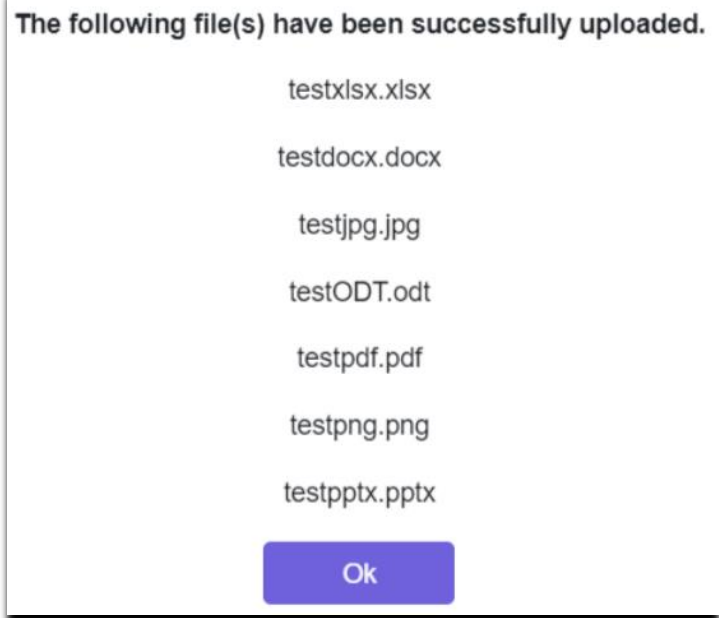 The following file(s) have been successfully uploaded.
testxlsx.xlsx
testdocx.docx
testjpg.jpg
testODT.odt
testpdf.pdf
testpng.png
testpptx.pptx
Ok